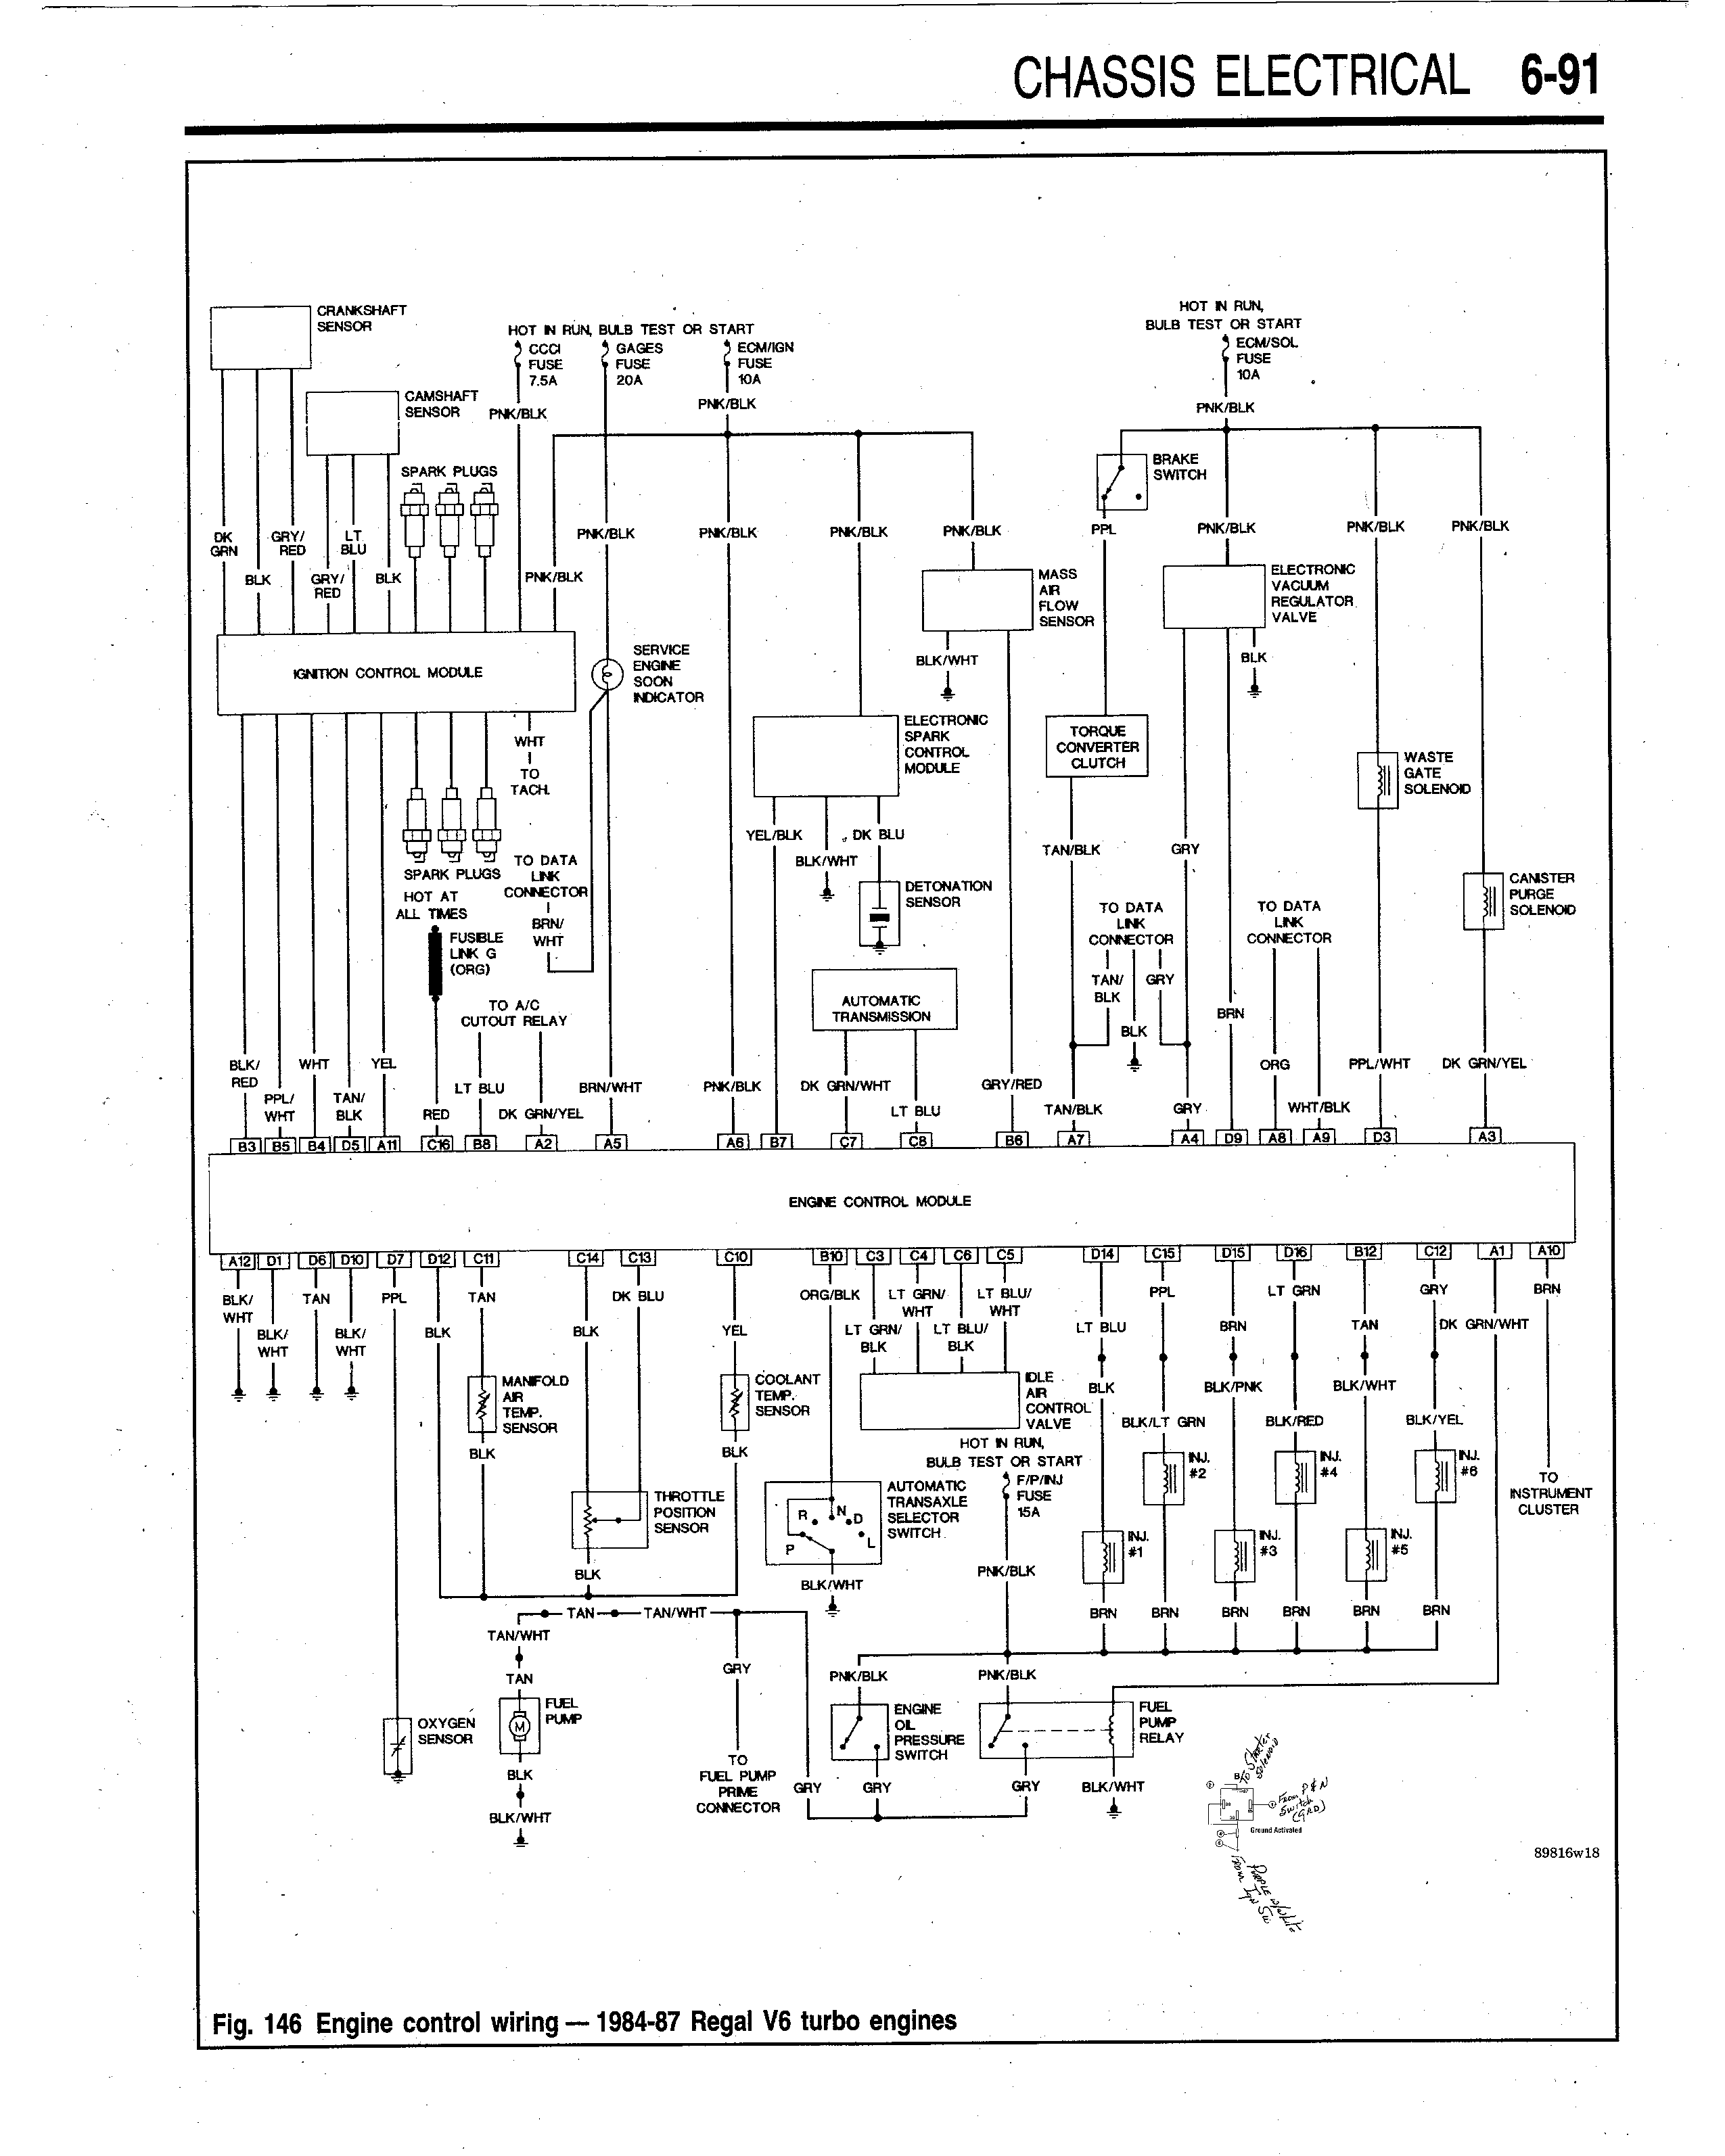 CHASSIS ELECTRICAL 6-91
CRANKSHAFT
SENSOR
CAMSHAFT
SENSOR
HOT IN RUN, BULB TEST OR START
CCCI
FUSE
7.5A
GAGES
FUSE
20A
ECM/IGN
FUSE
10A
HOT IN RUN,
BULB TEST OR START
ECM/SOL
FUSE
10A
PNK/BLK
PNK/BLK
PNK/BLK
SPARK PLUGS
BRAKE
SWITCH
DK
GRN
BLK
GRY/
RED
GRY/
RED
LT
BLU
BLK
PNK/BLK
PNK/BLK
PNK/BLK
PNK/BLK
PNK/BLK
PPL
PNK/BLK
PNK/BLK
PNK/BLK
MASS
AIR
FLOW
SENSOR
ELECTRONIC
VACUUM
REGULATOR
VALVE
IGNITION CONTROL MODULE
SERVICE
ENGINE
SOON
INDICATOR
BLK/WHT
BLK
WHT
TO
TACH.
ELECTRONIC
SPARK
CONTROL
MODULE
TORQUE
CONVERTER
CLUTCH
WASTE
GATE
SOLENOID
YEL/BLK
BLK/WHT
DK BLU
TAN/BLK
GRY
SPARK PLUGS
HOT AT
ALL TIMES
FUSIBLE
LINK G
(ORG)
TO DATA
LINK
CONNECTOR
BRN/
WHT
DETONATION
SENSOR
TO DATA
LINK
CONNECTOR
TAN/
BLK
GRY
BLK
TO DATA
LINK
CONNECTOR
CANISTER
PURGE
SOLENOID
AUTOMATIC
TRANSMISSION
TO A/C
CUTOUT RELAY
BRN
BLK/
RED
PPL/
WHT
WHT
TAN/
BLK
YEL
RED
LT BLU
DK GRN/YEL
BRN/WHT
PNK/BLK
DK GRN/WHT
LT BLU
GRY/RED
TAN/BLK
GRY
ORG
WHT/BLK
PPL/WHT
DK GRN/YEL
B3 B5 B4 D5 A11 C16 B8 A2 A5 A6 B7 C7 C8 B6 A7 A4 D9 A8 A9 D3 A3
ENGINE CONTROL MODULE
A12 D1 D6 D10 D7 D12 C11 C14 C13 C10 B10 C3 C4 C6 C5 D14 C15 D15 D16 B12 C12 A1 A10
BLK/
WHT
BLK/
WHT
TAN
BLK/
WHT
PPL
BLK
TAN
BLK
DK BLU
YEL
ORG/BLK
LT GRN/
BLK
LT GRN/
WHT
LT BLU/
BLK
LT BLU/
WHT
LT BLU
PPL
BRN
LT GRN
TAN
GRY
DK GRN/WHT
BRN
MANIFOLD
AIR
TEMP.
SENSOR
BLK
COOLANT
TEMP.
SENSOR
BLK
IDLE
AIR
CONTROL
VALVE
BLK
BLK/LT GRN
BLK/PNK
BLK/RED
BLK/WHT
BLK/YEL
HOT IN RUN,
BULB TEST OR START
F/P/INJ
FUSE
15A
INJ.
#2
INJ.
#4
INJ.
#6
TO
INSTRUMENT
CLUSTER
THROTTLE
POSITION
SENSOR
AUTOMATIC
TRANSAXLE
SELECTOR
SWITCH
R N D
P L
INJ.
#1
INJ.
#3
INJ.
#5
BLK
BLK/WHT
PNK/BLK
BRN BRN BRN BRN BRN BRN
TAN TAN/WHT
TAN/WHT
TAN
GRY
PNK/BLK
PNK/BLK
OXYGEN
SENSOR
M
FUEL
PUMP
ENGINE
OIL
PRESSURE
SWITCH
FUEL
PUMP
RELAY
BLK
BLK/WHT
TO
FUEL PUMP
PRIME
CONNECTOR
GRY
GRY
GRY
BLK/WHT
To Starter
Solenoid
From P&N
Switch
(GRD)
Ground Activated
Purple w/white
From Ign Sw
89816w18
Fig. 146 Engine control wiring — 1984-87 Regal V6 turbo engines